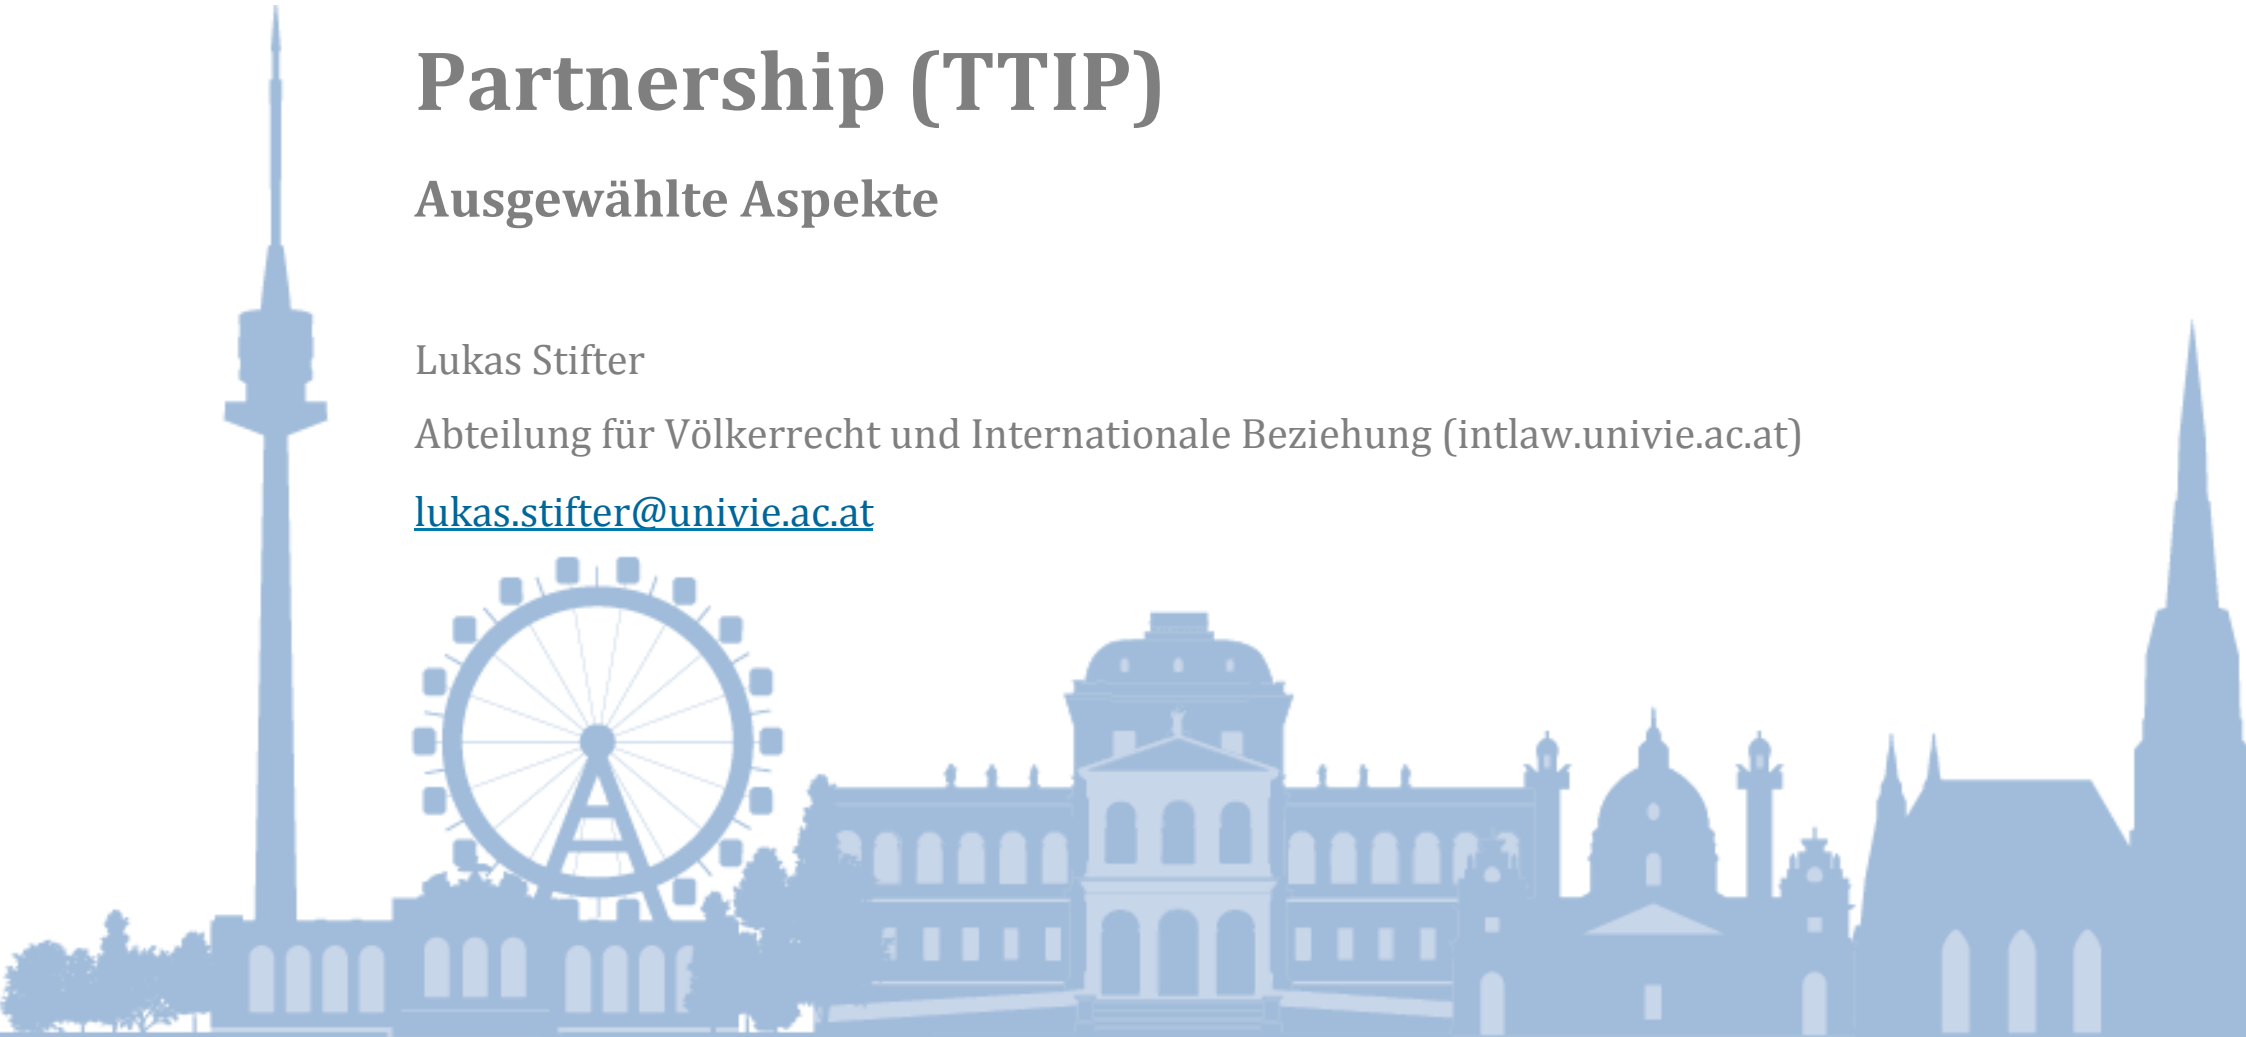 Partnership (TTIP)
Ausgewählte Aspekte
Lukas Stifter
Abteilung für Völkerrecht und Internationale Beziehung (intlaw.univie.ac.at)
lukas.stifter@univie.ac.at